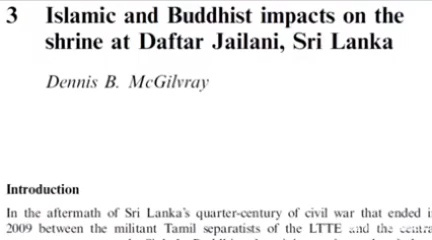 3 Islamic and Buddhist impacts on the
shrine at Daftar Jailani, Sri Lanka
Dennis B. McGilvray
Introduction
In the aftermath of Sri Lanka's quarter-century of civil war that ended
2009 between the militant Tamil separatists of the LTTE and the